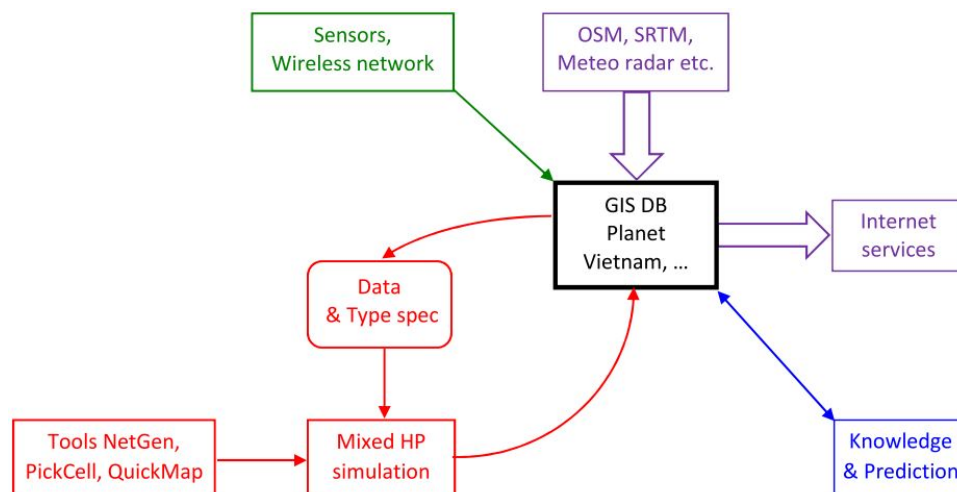 Sensors,
Wireless network
OSM, SRTM,
Meteo radar etc.
GIS DB
Planet
Vietnam, ...
Internet
services
Data
& Type spec
Tools NetGen,
PickCell, QuickMap
Mixed HP
simulation
Knowledge
& Prediction